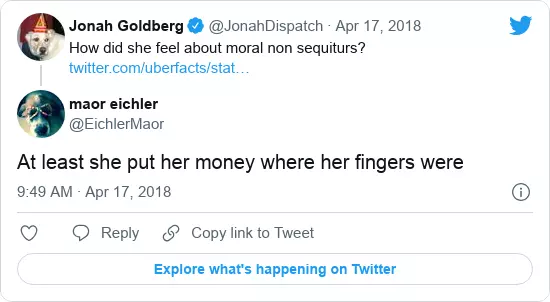 Jonah Goldberg @JonahDispatch · Apr 17, 2018
How did she feel about moral non sequiturs?
twitter.com/uberfacts/stat…
maor eichler
@EichlerMaor
At least she put her money where her fingers were
9:49 AM · Apr 17, 2018
Reply Copy link to Tweet
Explore what's happening on Twitter